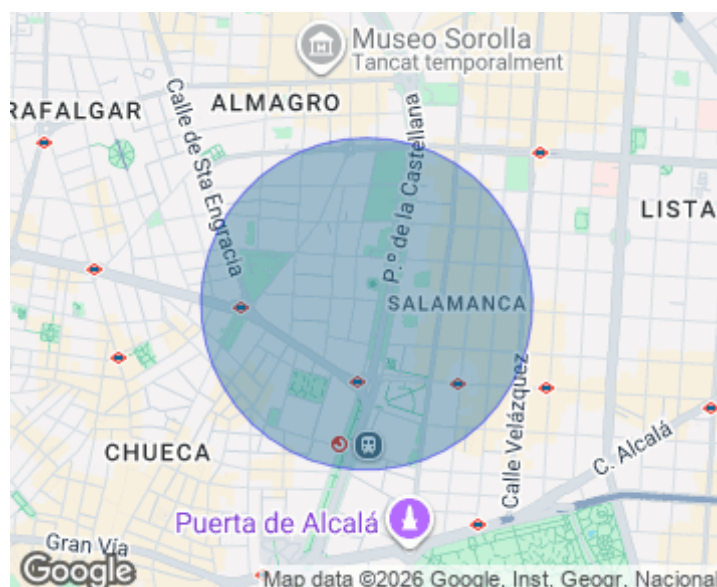 Museo Sorolla
Tancat temporalment
RAFALGAR
ALMAGRO
Calle de Sta Engracia
P.º de la Castellana
LISTA
SALAMANCA
Calle Velázquez
CHUECA
C. Alcalá
Puerta de Alcalá
Gran Vía
Google
Map data ©2026 Google, Inst. Geogr. Nacional